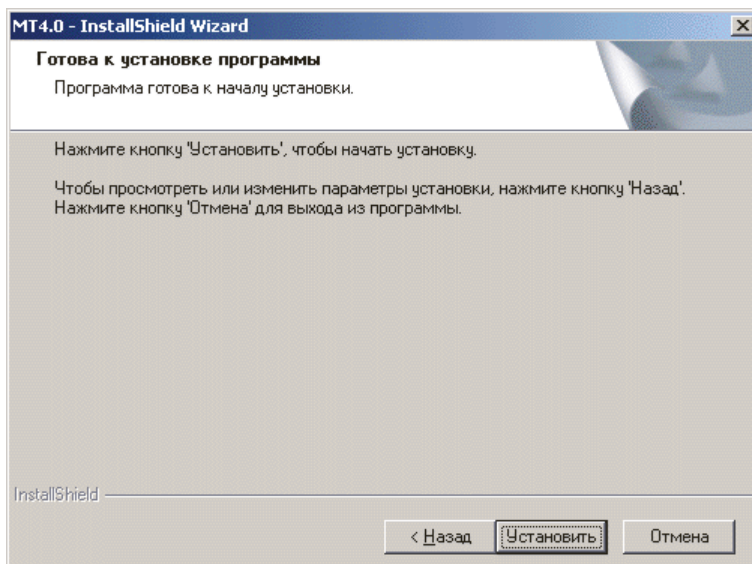 MT4.0 - InstallShield Wizard
Готова к установке программы
Программа готова к началу установки.
Нажмите кнопку 'Установить', чтобы начать установку.
Чтобы просмотреть или изменить параметры установки, нажмите кнопку 'Назад'.
Нажмите кнопку 'Отмена' для выхода из программы.
InstallShield
< Назад Установить Отмена